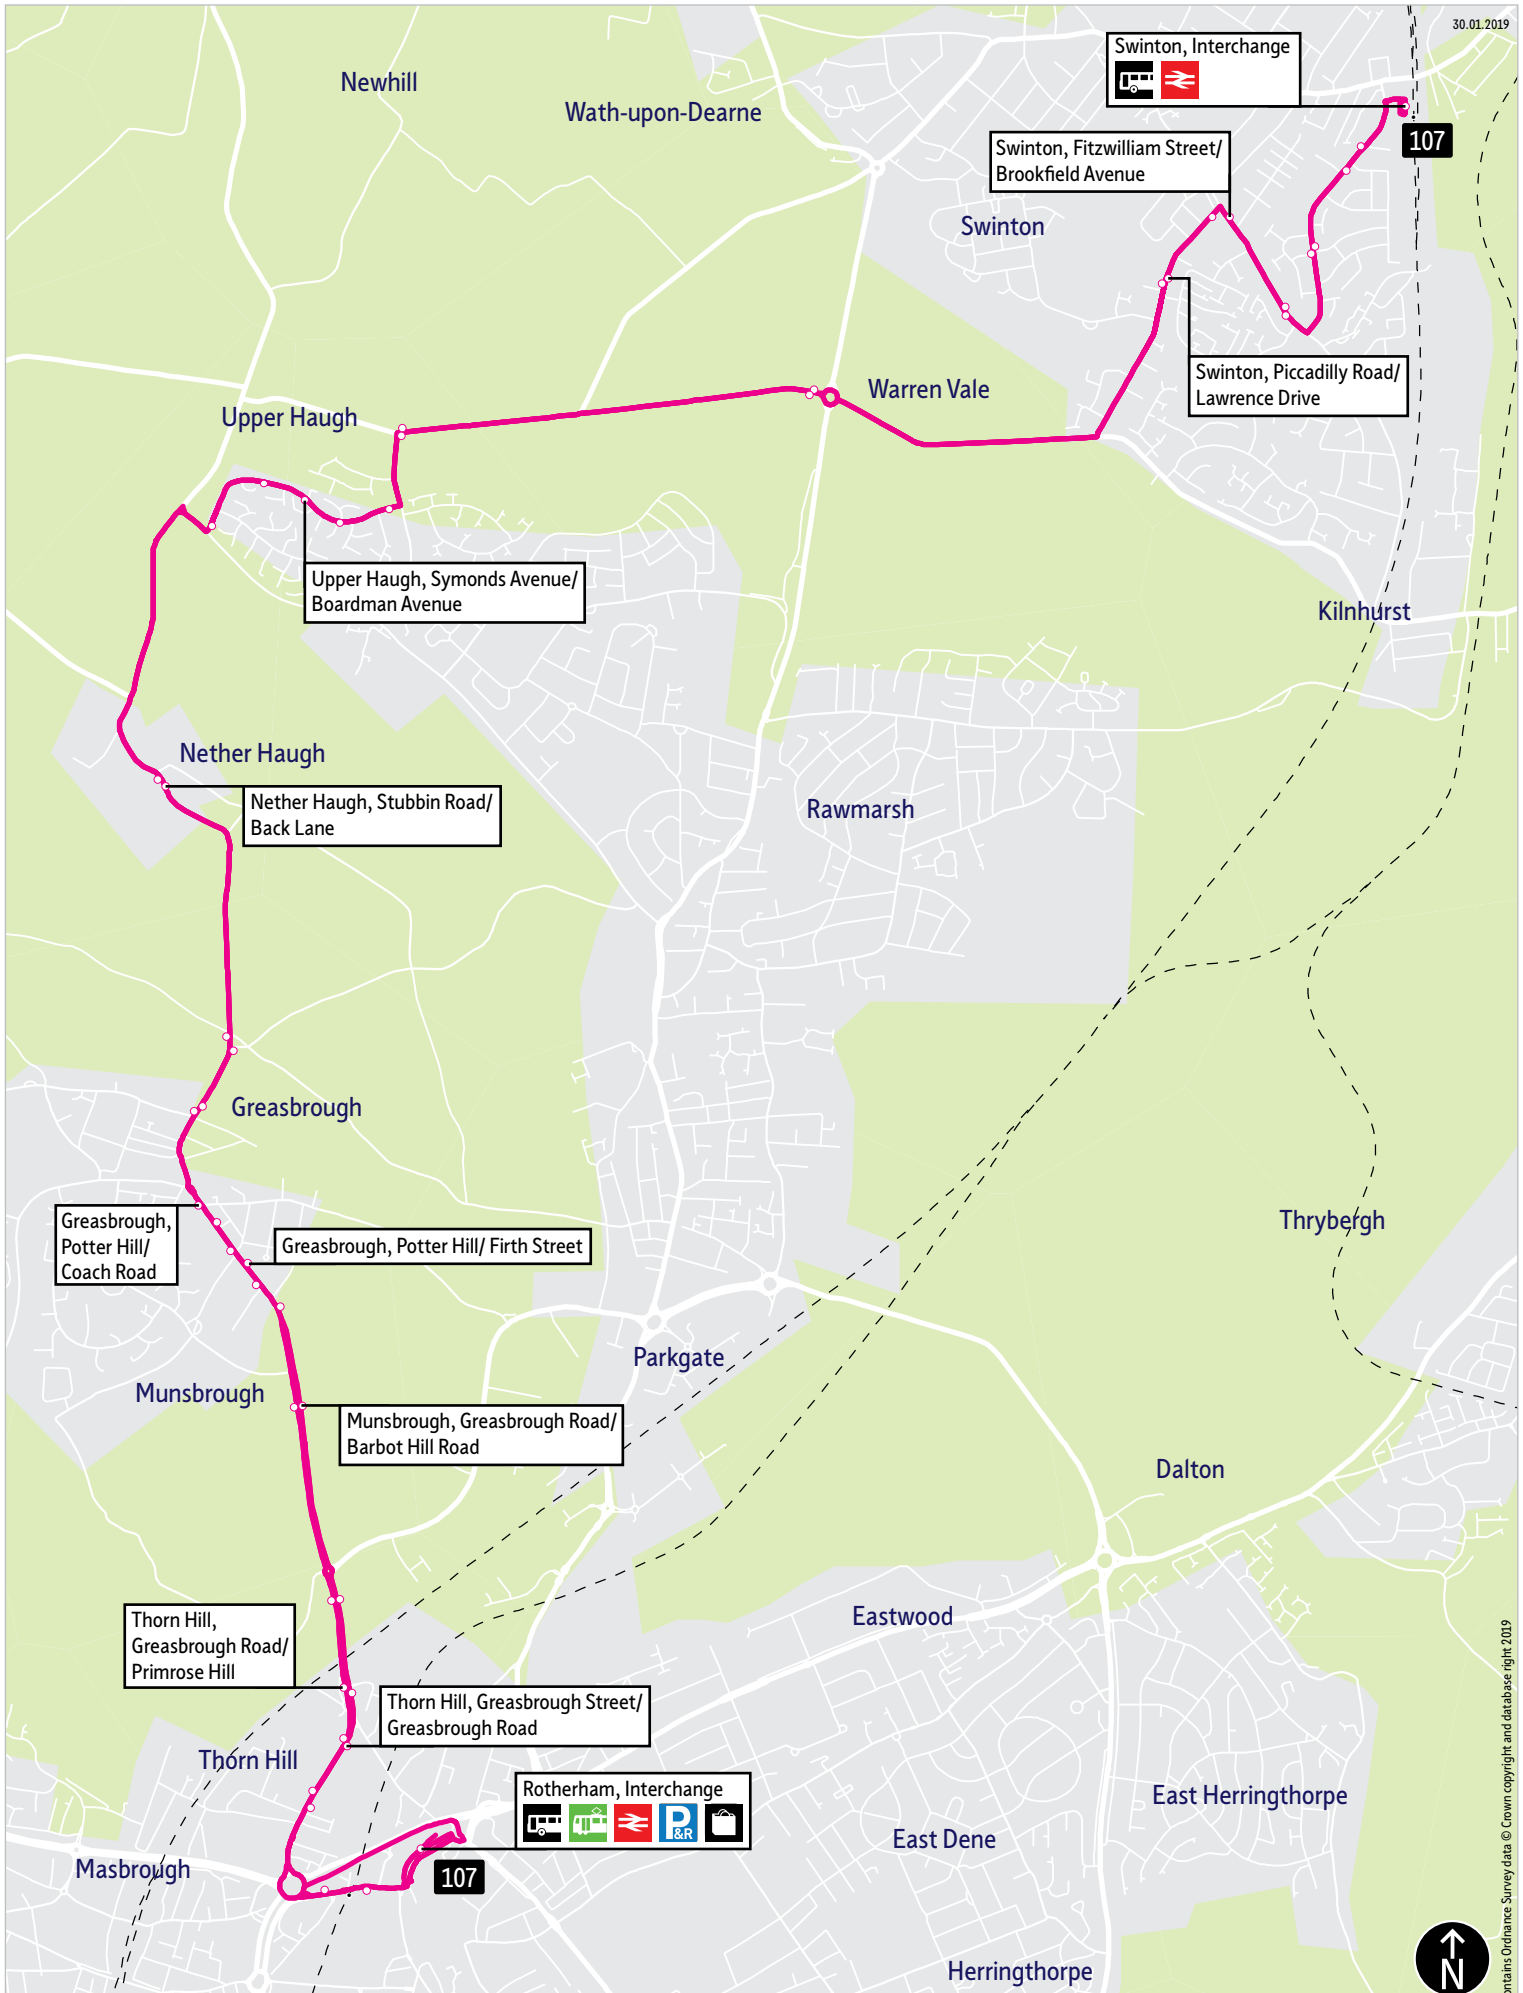 30.01.2019
Swinton, Interchange
Newhill
Wath-upon-Dearne
107
Swinton, Fitzwilliam Street/
Brookfield Avenue
Swinton
Swinton, Piccadilly Road/
Lawrence Drive
Warren Vale
Upper Haugh
Upper Haugh, Symonds Avenue/
Boardman Avenue
Kilnhurst
Nether Haugh
Nether Haugh, Stubbin Road/
Back Lane
Rawmarsh
Greasbrough
Greasbrough,
Potter Hill/
Coach Road
Greasbrough, Potter Hill/ Firth Street
Thrybergh
Parkgate
Munsbrough
Munsbrough, Greasbrough Road/
Barbot Hill Road
Dalton
Thorn Hill,
Greasbrough Road/
Primrose Hill
Eastwood
Thorn Hill, Greasbrough Street/
Greasbrough Road
Thorn Hill
Rotherham, Interchange
P&R
East Herringthorpe
East Dene
Masbrough
107
Herringthorpe
N
ontains Ordnance Survey data © Crown copyright and database right 2019